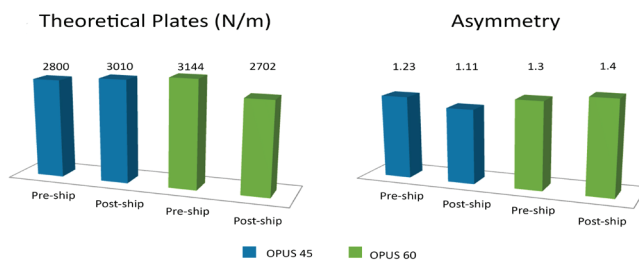 Theoretical Plates (N/m)
2800 3010 3144 2702
Pre-ship Post-ship Pre-ship Post-ship
Asymmetry
1.23 1.11 1.3 1.4
Pre-ship Post-ship Pre-ship Post-ship
OPUS 45 OPUS 60